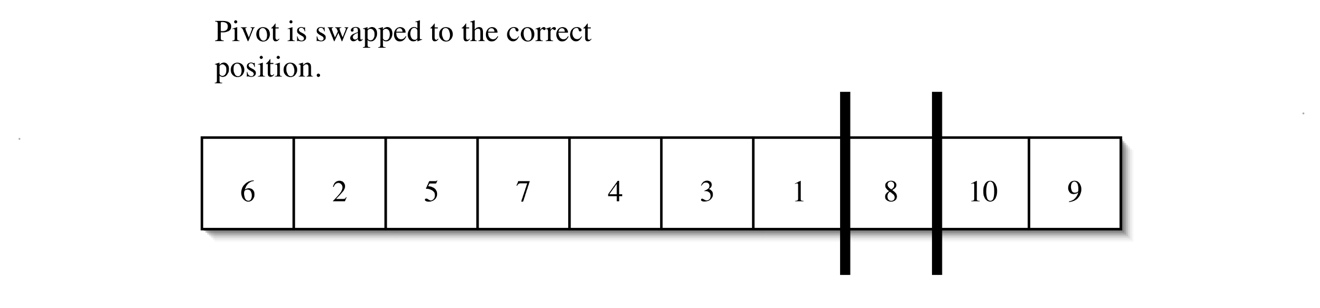 Pivot is swapped to the correct
position.
6 2 5 7 4 3 1 8 10 9